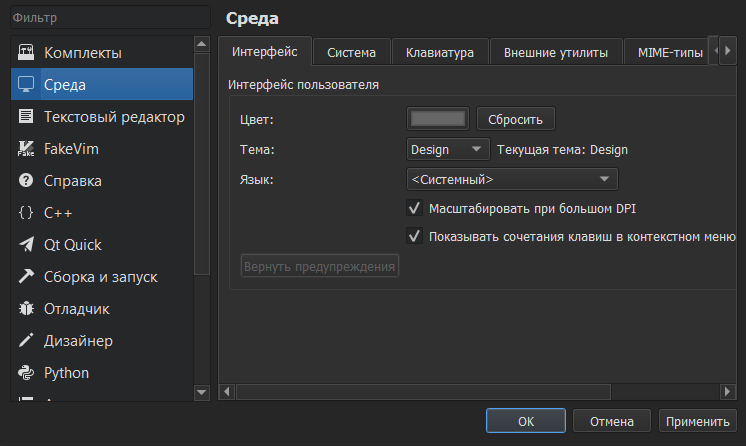 Фильтр
Комплекты
Среда
Текстовый редактор
FakeVim
Справка
C++
Qt Quick
Сборка и запуск
Отладчик
Дизайнер
Python
Среда
Интерфейс Система Клавиатура Внешние утилиты MIME-типы
Интерфейс пользователя
Цвет: Сбросить
Тема: Design Текущая тема: Design
Язык: <Системный>
Масштабировать при большом DPI
Показывать сочетания клавиш в контекстном меню
Вернуть предупреждения
OK Отмена Применить